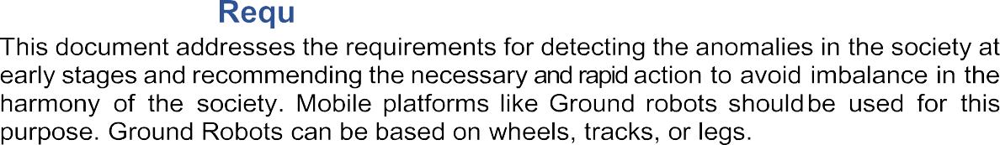 Requ
This document addresses the requirements for detecting the anomalies in the society at
early stages and recommending the necessary and rapid action to avoid imbalance in the
harmony of the society. Mobile platforms like Ground robots should be used for this
purpose. Ground Robots can be based on wheels, tracks, or legs.